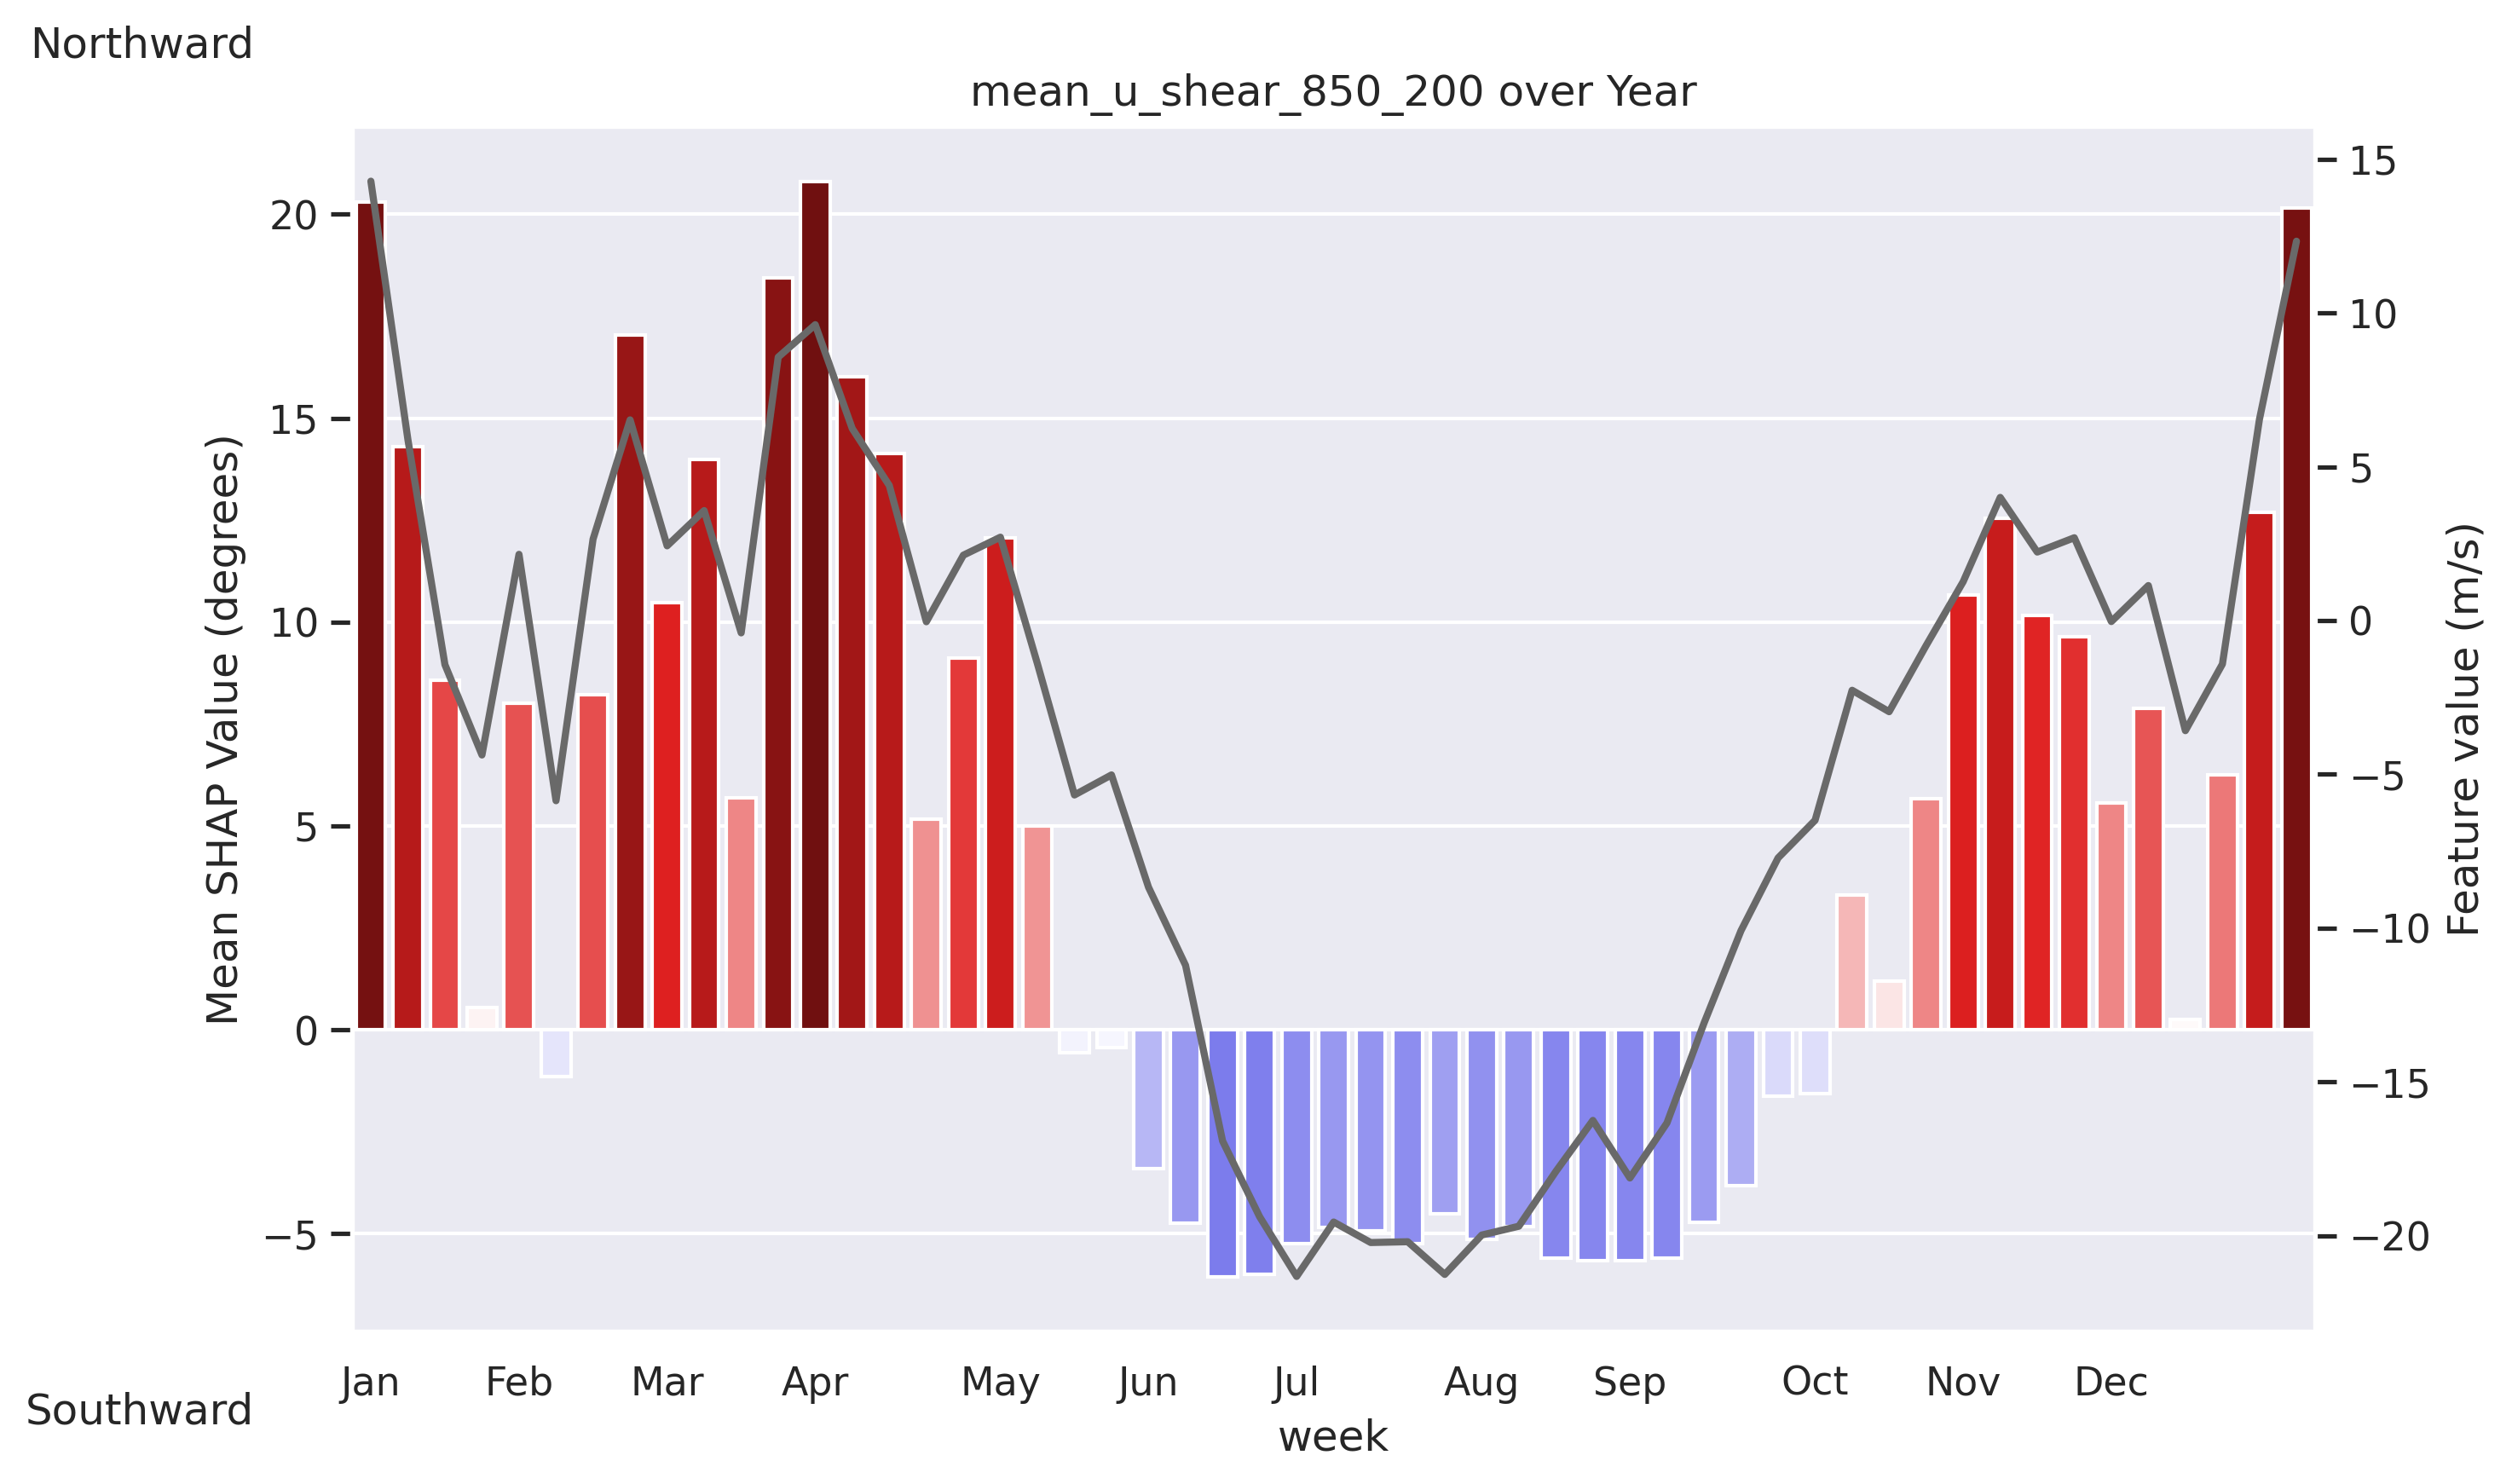 Northward
mean_u_shear_850_200 over Year
Mean SHAP Value (degrees)
20
15
10
5
0
−5
15
10
5
0
−5
−10
−15
−20
Feature value (m/s)
Jan Feb Mar Apr May Jun Jul Aug Sep Oct Nov Dec
week
Southward